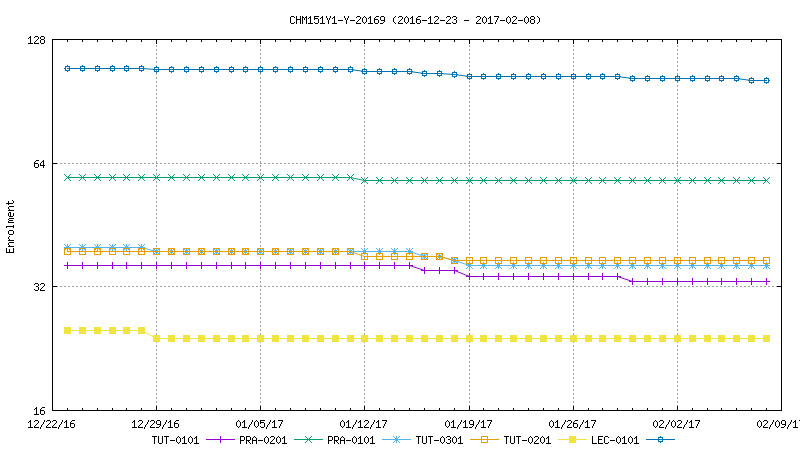 CHM151Y1-Y-20169 (2016-12-23 - 2017-02-08)
128
64
Enrolment
32
16
12/22/16 12/29/16 01/05/17 01/12/17 01/19/17 01/26/17 02/02/17 02/09/1
TUT-0101 PRA-0201 PRA-0101 TUT-0301 TUT-0201 LEC-0101